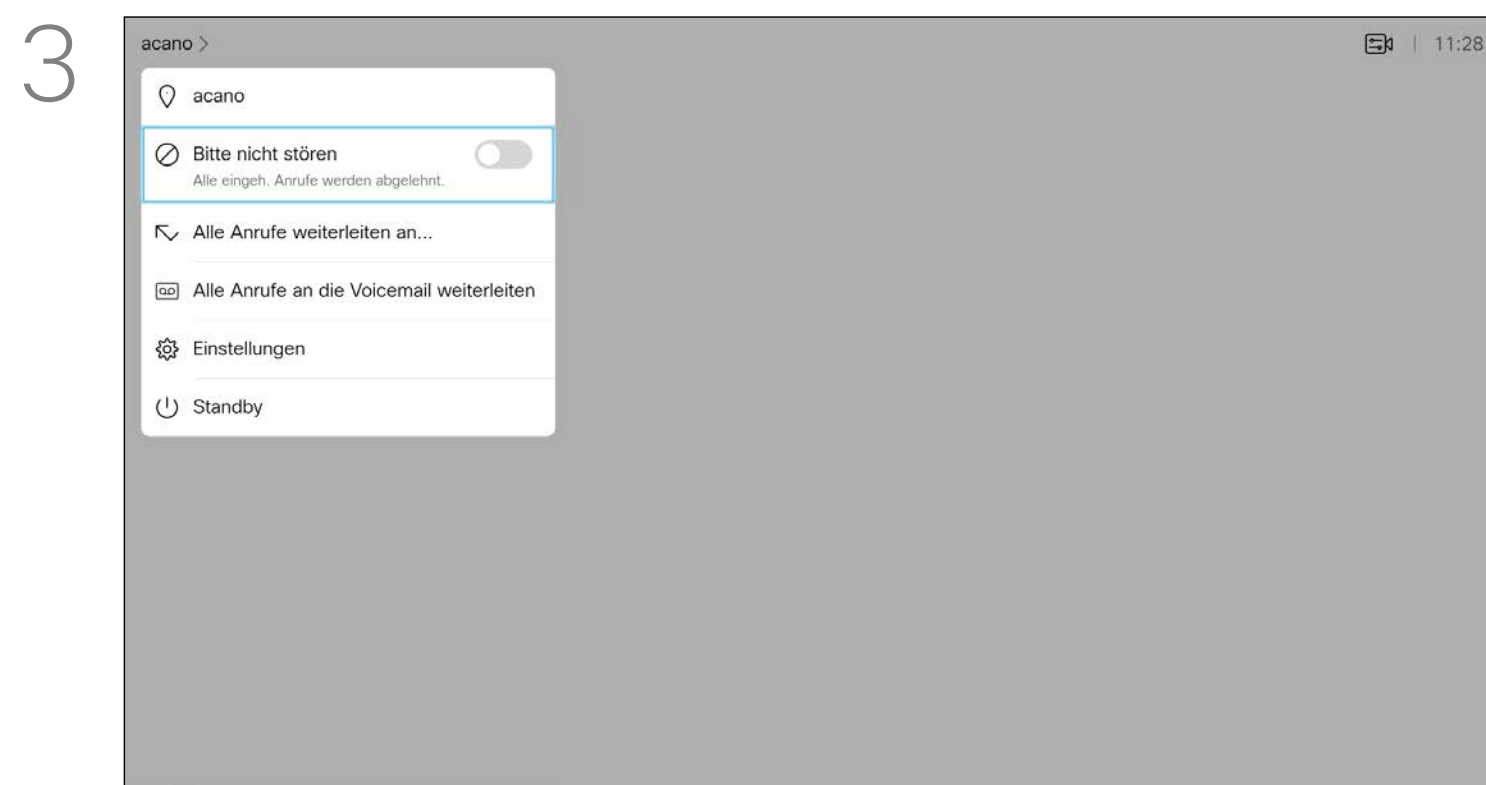 3
acano >
11:28
acano
Bitte nicht stören
Alle eingeh. Anrufe werden abgelehnt.
Alle Anrufe weiterleiten an...
Alle Anrufe an die Voicemail weiterleiten
Einstellungen
Standby